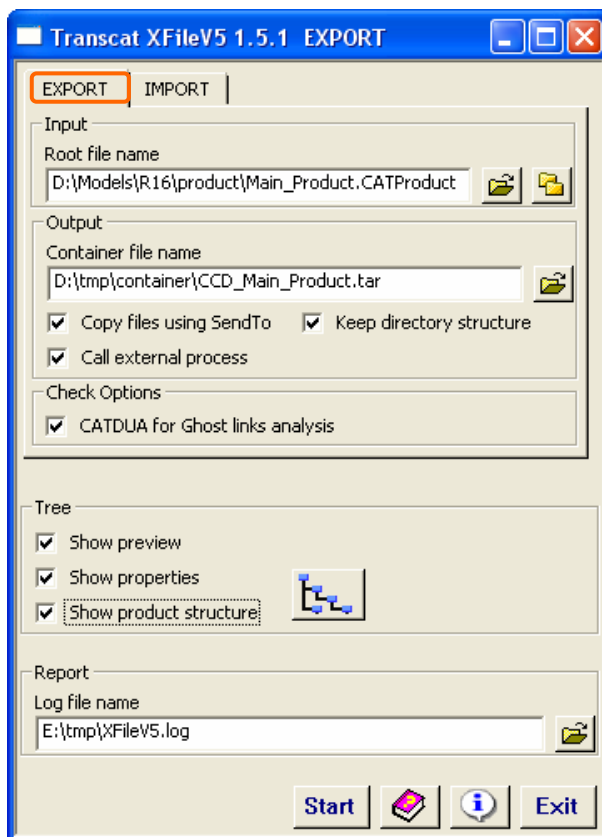 Transcat XFileV5 1.5.1 EXPORT
EXPORT IMPORT
Input
Root file name
D:\Models\R16\product\Main_Product.CATProduct
Output
Container file name
D:\tmp\container\CCD_Main_Product.tar
Copy files using SendTo Keep directory structure
Call external process
Check Options
CATDUA for Ghost links analysis
Tree
Show preview
Show properties
Show product structure
Report
Log file name
E:\tmp\XFileV5.log
Start Exit